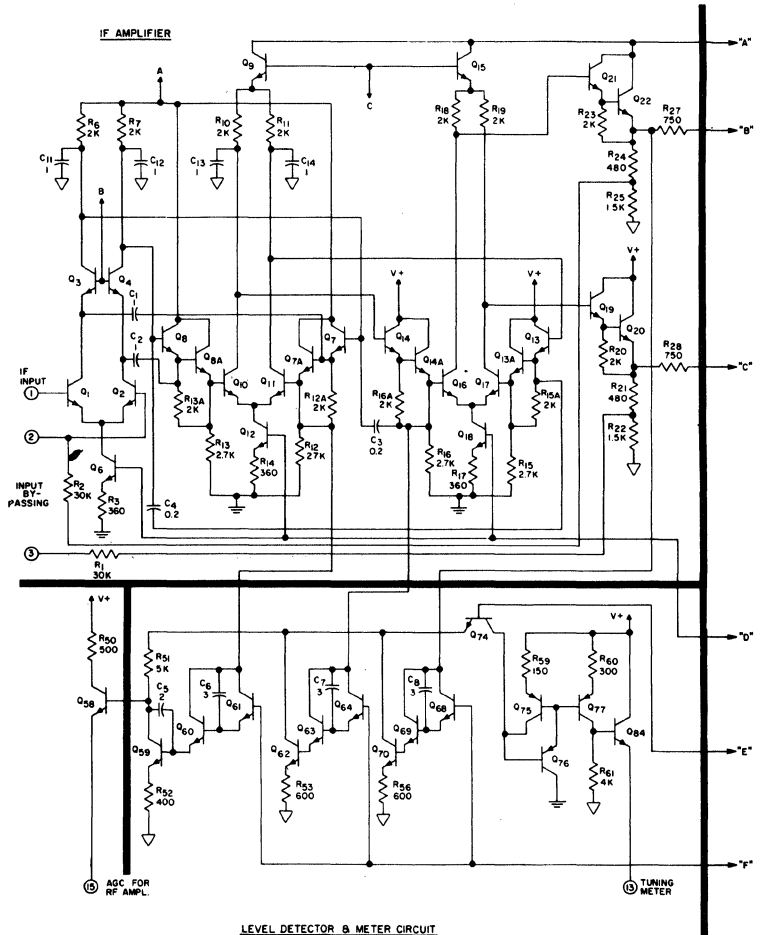 IF AMPLIFIER
"A"
Q9
Q15
A
C
Q21
Q22
R6
2K
R7
2K
R10
2K
R11
2K
R18
2K
R19
2K
R23
2K
R27
750
"B"
C11
1
C12
1
C13
1
C14
1
R24
480
R25
1.5K
B
V+
V+
V+
Q3
Q4
C1
1
Q19
Q20
Q8
Q7
Q14
Q13
C2
1
Q8A
Q7A
Q14A
Q13A
R20
2K
R28
750
"C"
IF
INPUT
1
Q1
Q2
Q10
Q11
Q16
Q17
R13A
2K
R12A
2K
R16A
2K
R15A
2K
R21
480
2
Q12
C3
0.2
Q18
R22
1.5K
Q6
R13
2.7K
R14
360
R12
27K
R16
2.7K
R17
360
R15
2.7K
INPUT
BY-
PASSING
R2
30K
R3
360
C4
0.2
3
R1
30K
V+
V+
"D"
R50
500
R51
5K
Q74
R59
150
R60
300
C5
2
C6
3
C7
3
C8
3
Q58
Q61
Q64
Q68
Q75
Q77
Q84
Q59
Q60
Q63
Q69
Q62
Q70
Q76
"E"
R52
400
R53
600
R56
600
R61
4K
"F"
15
AGC FOR
RF AMPL.
13
TUNING
METER
LEVEL DETECTOR & METER CIRCUIT